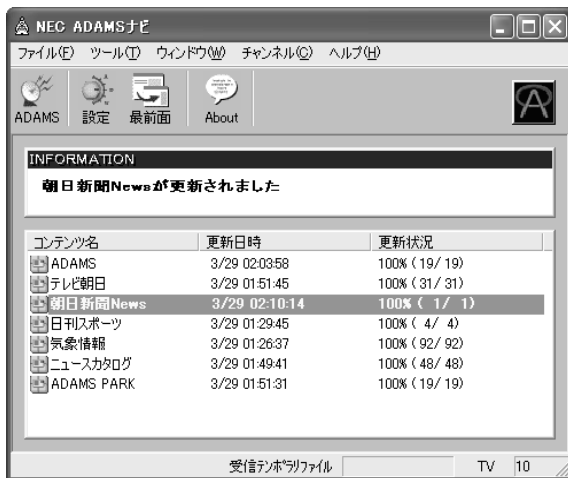 NEC ADAMSナビ
ファイル(F) ツール(T) ウィンドウ(W) チャンネル(C) ヘルプ(H)
ADAMS 設定 最前面 About
INFORMATION
朝日新聞Newsが更新されました
コンテンツ名 更新日時 更新状況
ADAMS 3/29 02:03:58 100% ( 19/ 19)
テレビ朝日 3/29 01:51:45 100% ( 31/ 31)
朝日新聞News 3/29 02:10:14 100% ( 1/ 1)
日刊スポーツ 3/29 01:29:45 100% ( 4/ 4)
気象情報 3/29 01:26:37 100% ( 92/ 92)
ニュースカタログ 3/29 01:49:41 100% ( 48/ 48)
ADAMS PARK 3/29 01:51:31 100% ( 19/ 19)
受信テンポラリファイル TV 10